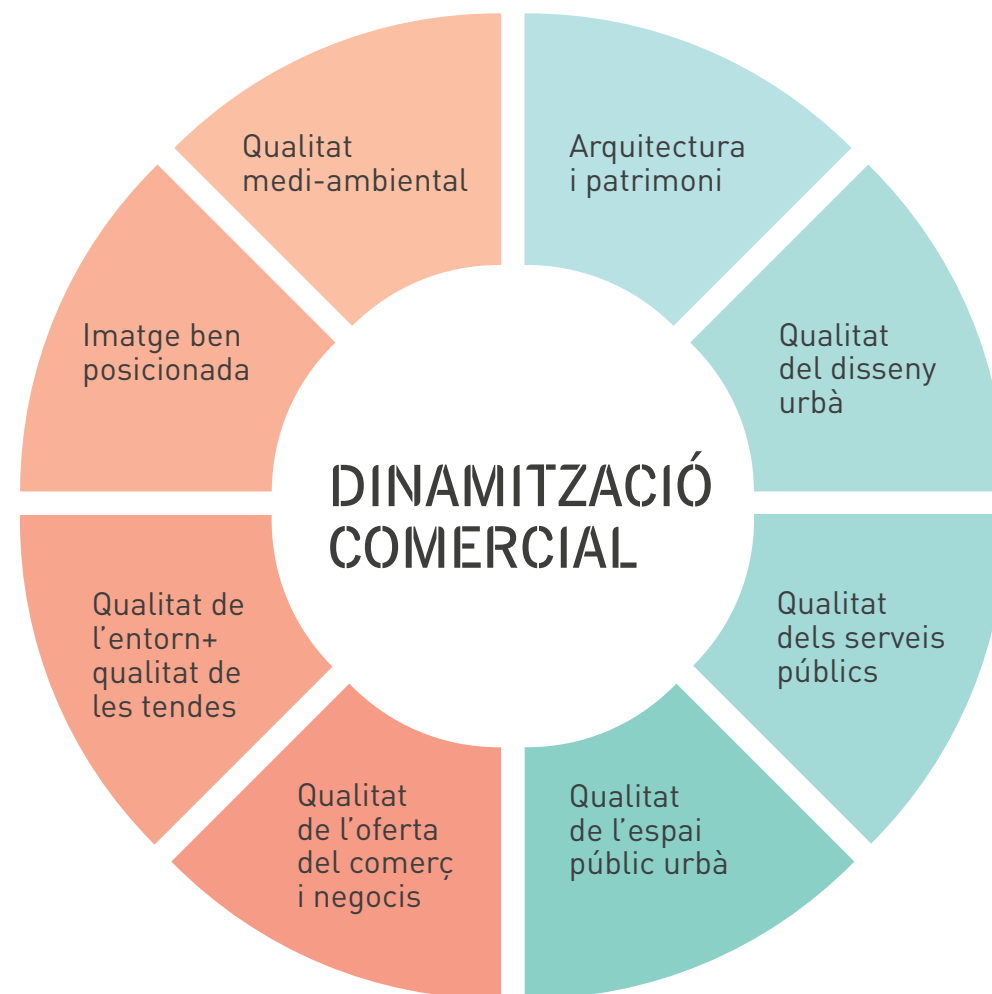 Qualitat
medi-ambiental
Arquitectura
i patrimoni
Imatge ben
posicionada
Qualitat
del disseny
urbà
DINAMITZACIÓ
COMERCIAL
Qualitat de
l’entorn+
qualitat de
les tendes
Qualitat
dels serveis
públics
Qualitat
de l’oferta
del comerç
i negocis
Qualitat
de l’espai
públic urbà